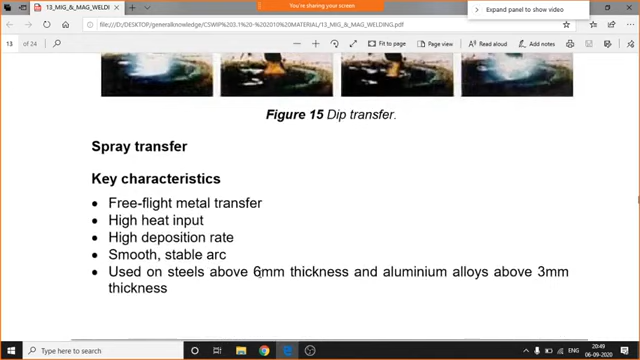 13_MIG_&_MAG_WELDING.pdf
You're sharing your screen
Expand panel to show video
file:///D:/DESKTOP/generalknowledge/CSWIP%203.1%20-%202010%20MATERIAL/13_MIG_&_MAG_WELDING.pdf
13 of 24
Fit to page
Page view
Read aloud
Add notes
Figure 15 Dip transfer.
Spray transfer
Key characteristics
• Free-flight metal transfer
• High heat input
• High deposition rate
• Smooth, stable arc
• Used on steels above 6mm thickness and aluminium alloys above 3mm
thickness
Type here to search
ENG
20:49
06-09-2020